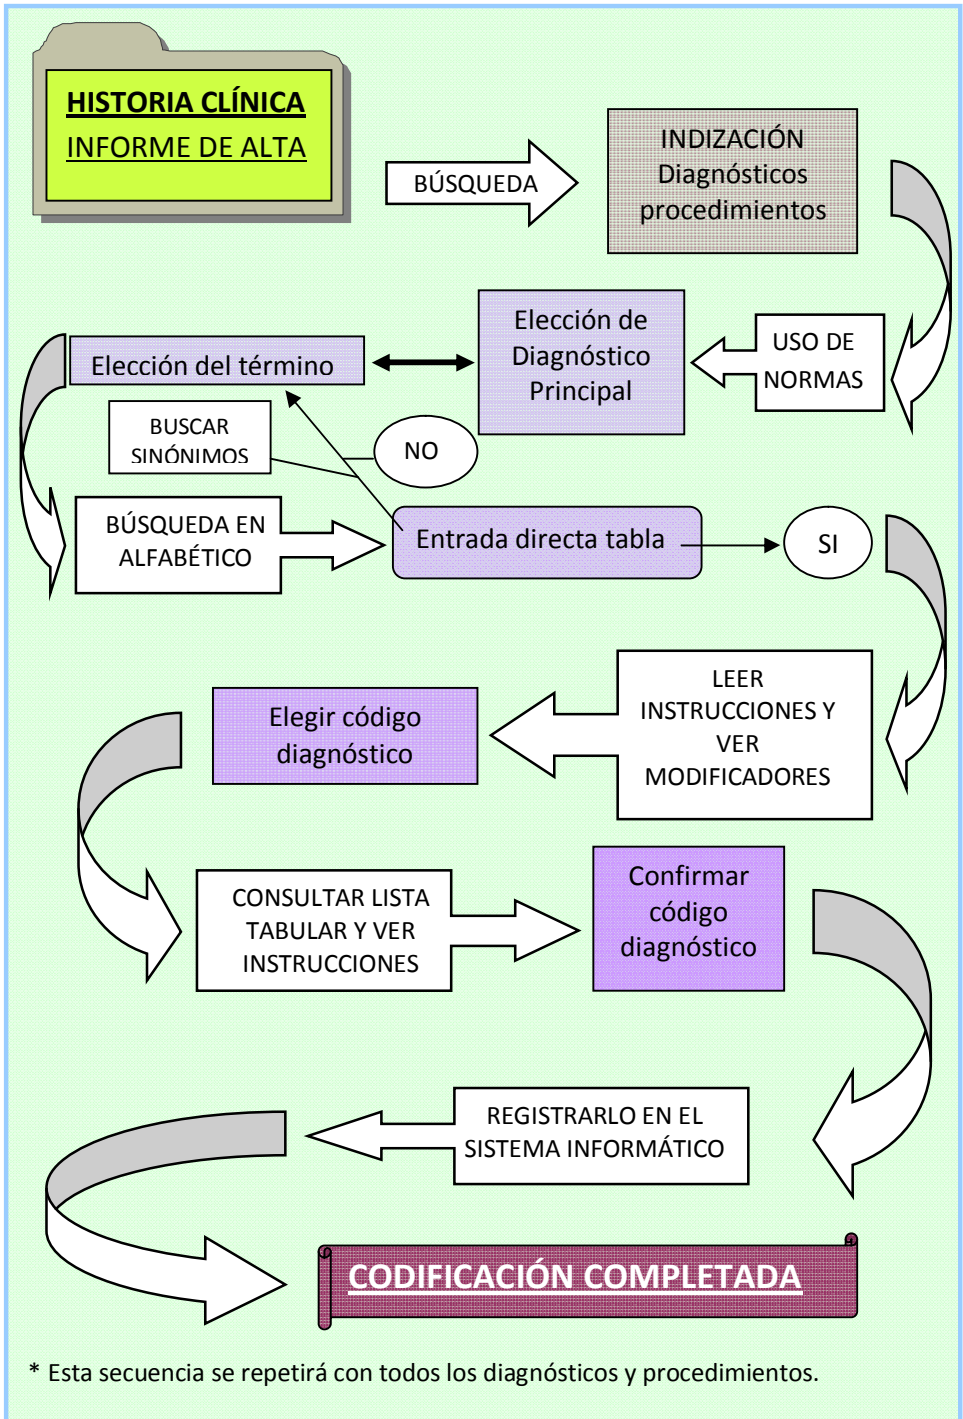 HISTORIA CLÍNICA
INFORME DE ALTA
BÚSQUEDA
INDIZACIÓN
Diagnósticos
procedimientos
USO DE
NORMAS
Elección de
Diagnóstico
Principal
Elección del término
BUSCAR
SINÓNIMOS
NO
BÚSQUEDA EN
ALFABÉTICO
Entrada directa tabla
SI
LEER
INSTRUCCIONES Y
VER
MODIFICADORES
Elegir código
diagnóstico
CONSULTAR LISTA
TABULAR Y VER
INSTRUCCIONES
Confirmar
código
diagnóstico
REGISTRARLO EN EL
SISTEMA INFORMÁTICO
CODIFICACIÓN COMPLETADA
* Esta secuencia se repetirá con todos los diagnósticos y procedimientos.